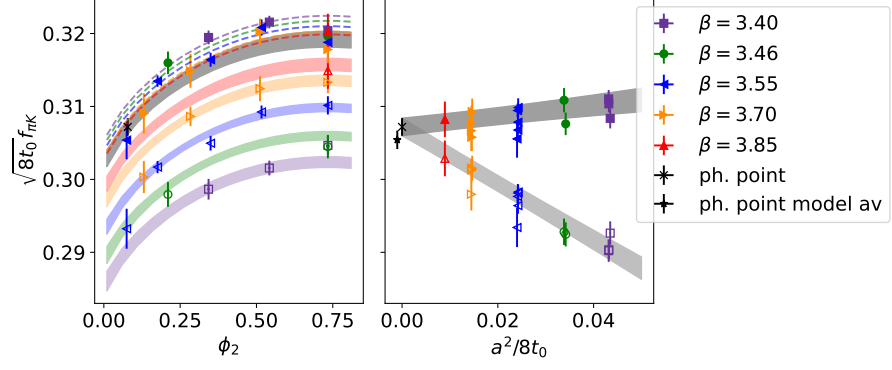 √8t₀ f_πK
0.32
0.31
0.30
0.29
0.00 0.25 0.50 0.75
ϕ₂
0.00 0.02 0.04
a²/8t₀
β = 3.40
β = 3.46
β = 3.55
β = 3.70
β = 3.85
ph. point
ph. point model av